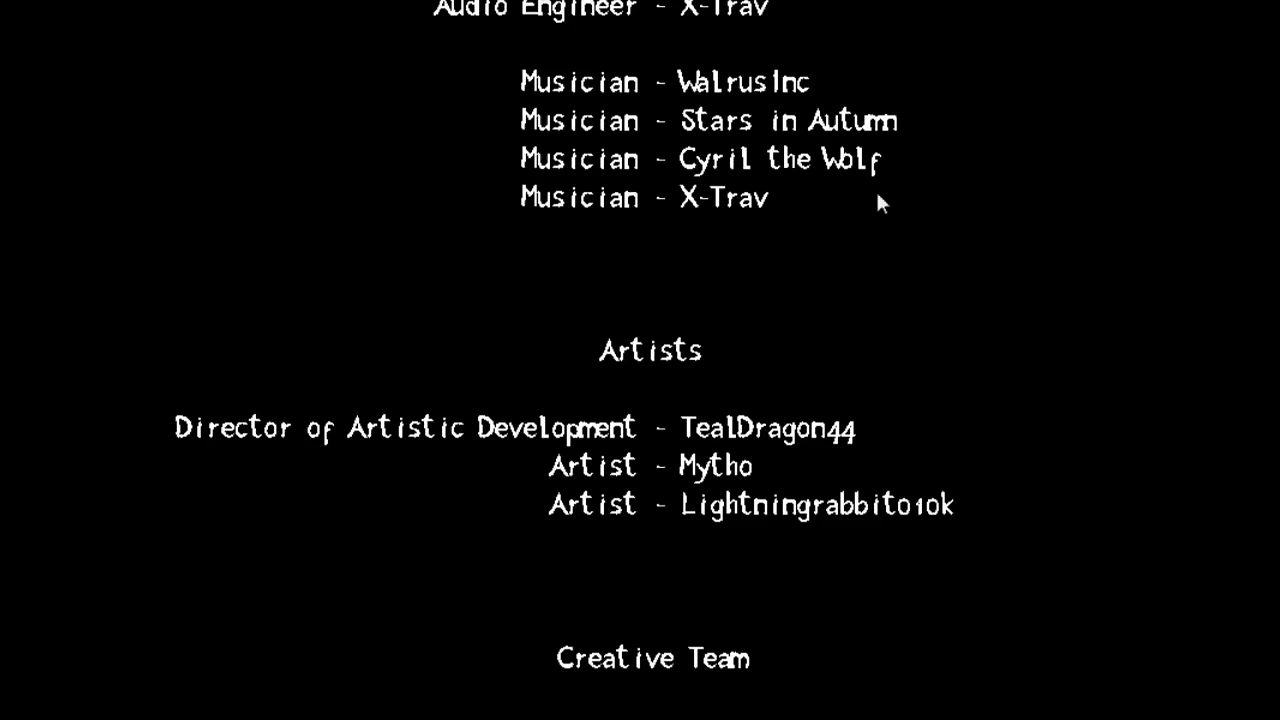 Audio Engineer - X-Trav
Musician - WalrusInc
Musician - Stars in Autumn
Musician - Cyril the Wolf
Musician - X-Trav
Artists
Director of Artistic Development - TealDragon44
Artist - Mytho
Artist - Lightningrabbit010k
Creative Team